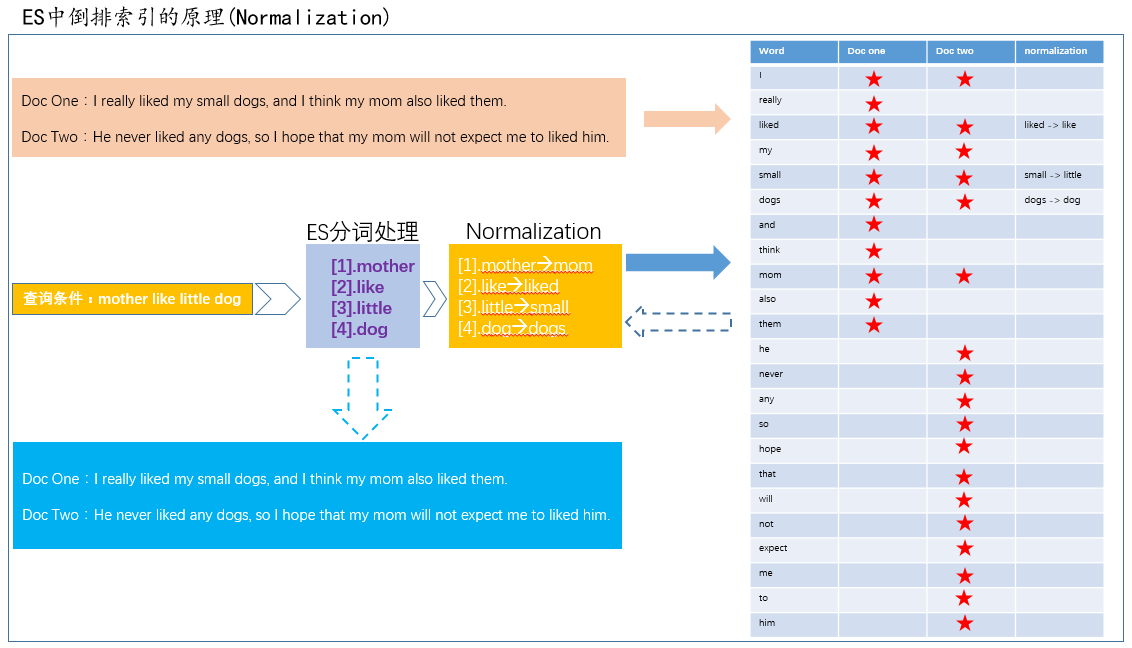 ES中倒排索引的原理(Normalization)
Doc One：I really liked my small dogs, and I think my mom also liked them.
Doc Two：He never liked any dogs, so I hope that my mom will not expect me to liked him.
ES分词处理
Normalization
查询条件：mother like little dog
[1].mother
[2].like
[3].little
[4].dog
[1].mother→mom
[2].like→liked
[3].little→small
[4].dog→dogs
Doc One：I really liked my small dogs, and I think my mom also liked them.
Doc Two：He never liked any dogs, so I hope that my mom will not expect me to liked him.
Word Doc one Doc two normalization
I ★ ★
really ★
liked ★ ★ liked -> like
my ★ ★
small ★ ★ small -> little
dogs ★ ★ dogs -> dog
and ★
think ★
mom ★ ★
also ★
them ★
he ★
never ★
any ★
so ★
hope ★
that ★
will ★
not ★
expect ★
me ★
to ★
him ★